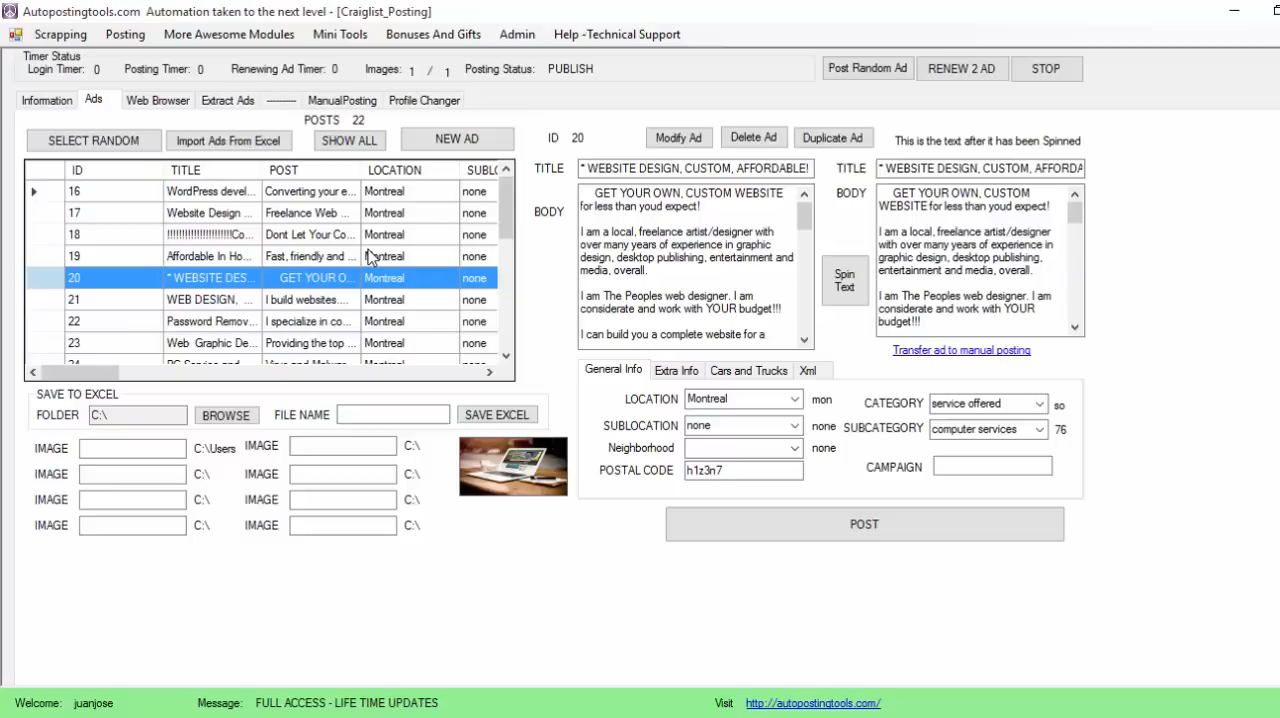 Autopostingtools.com Automation taken to the next level - [Craiglist_Posting]
Scrapping Posting More Awesome Modules Mini Tools Bonuses And Gifts Admin Help -Technical Support
Timer Status
Login Timer: 0 Posting Timer: 0 Renewing Ad Timer: 0 Images: 1 / 1 Posting Status: PUBLISH
Post Random Ad RENEW 2 AD STOP
Information Ads Web Browser Extract Ads ---------- ManualPosting Profile Changer
POSTS 22
SELECT RANDOM Import Ads From Excel SHOW ALL NEW AD
ID TITLE POST LOCATION SUBLO
16 WordPress devel... Converting your e... Montreal none
17 Website Design ... Freelance Web ... Montreal none
18 !!!!!!!!!!!!!!!!!!!!!!Co... Dont Let Your Co... Montreal none
19 Affordable In Ho... Fast, friendly and ... Montreal none
20 * WEBSITE DES... GET YOUR O... Montreal none
21 WEB DESIGN, ... I build websites.... Montreal none
22 Password Remov... I specialize in co... Montreal none
23 Web Graphic De... Providing the top ... Montreal none
SAVE TO EXCEL
FOLDER C:\ BROWSE FILE NAME SAVE EXCEL
IMAGE C:\Users IMAGE C:\
IMAGE C:\ IMAGE C:\
IMAGE C:\ IMAGE C:\
IMAGE C:\ IMAGE C:\
ID 20 Modify Ad Delete Ad Duplicate Ad
This is the text after it has been Spinned
TITLE * WEBSITE DESIGN, CUSTOM, AFFORDABLE!
BODY
GET YOUR OWN, CUSTOM WEBSITE
for less than youd expect!
I am a local, freelance artist/designer with
over many years of experience in graphic
design, desktop publishing, entertainment and
media, overall.
I am The Peoples web designer. I am
considerate and work with YOUR budget!!!
I can build you a complete website for a
Spin
Text
TITLE * WEBSITE DESIGN, CUSTOM, AFFORDA
BODY
GET YOUR OWN, CUSTOM
WEBSITE for less than youd expect!
I am a local, freelance artist/designer
with over many years of experience in
graphic design, desktop publishing,
entertainment and media, overall.
I am The Peoples web designer. I am
considerate and work with YOUR
budget!!!
Transfer ad to manual posting
General Info Extra Info Cars and Trucks Xml
LOCATION Montreal mon
SUBLOCATION none none
Neighborhood none
POSTAL CODE h1z3n7
CATEGORY service offered so
SUBCATEGORY computer services 76
CAMPAIGN
POST
Welcome: juanjose Message: FULL ACCESS - LIFE TIME UPDATES Visit http://autopostingtools.com/